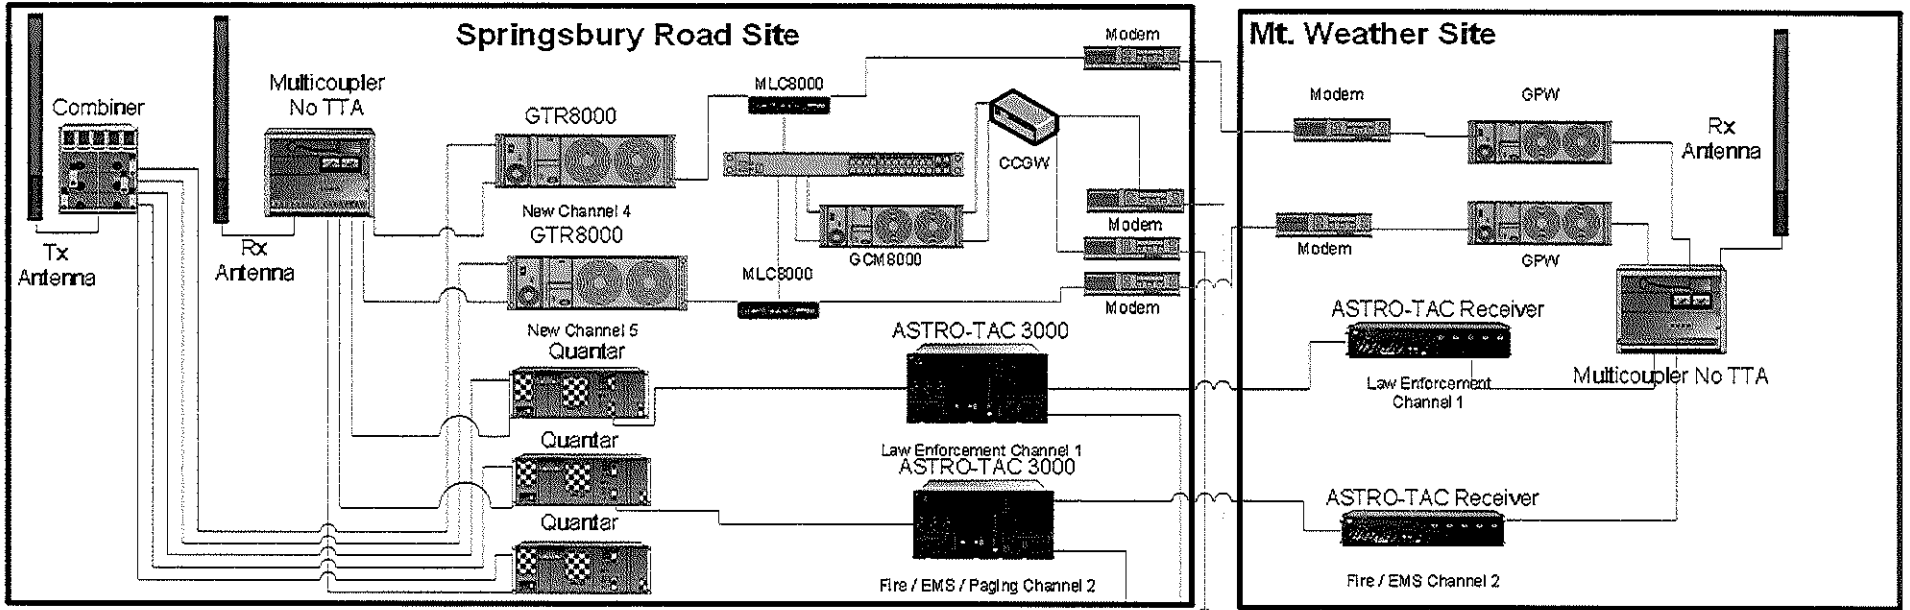 Springsbury Road Site
Modem
Multicoupler
No TTA
Combiner
MLC8000
GTR8000
CCGW
New Channel 4
GTR8000
Modem
Tx
Antenna
Rx
Antenna
GCM8000
MLC8000
Modem
New Channel 5
Quantar
ASTRO-TAC 3000
Quantar
Law Enforcement Channel 1
ASTRO-TAC 3000
Quantar
Fire / EMS / Paging Channel 2
Mt. Weather Site
Modem
GPW
Rx
Antenna
Modem
GPW
ASTRO-TAC Receiver
Law Enforcement
Channel 1
Multicoupler No TTA
ASTRO-TAC Receiver
Fire / EMS Channel 2